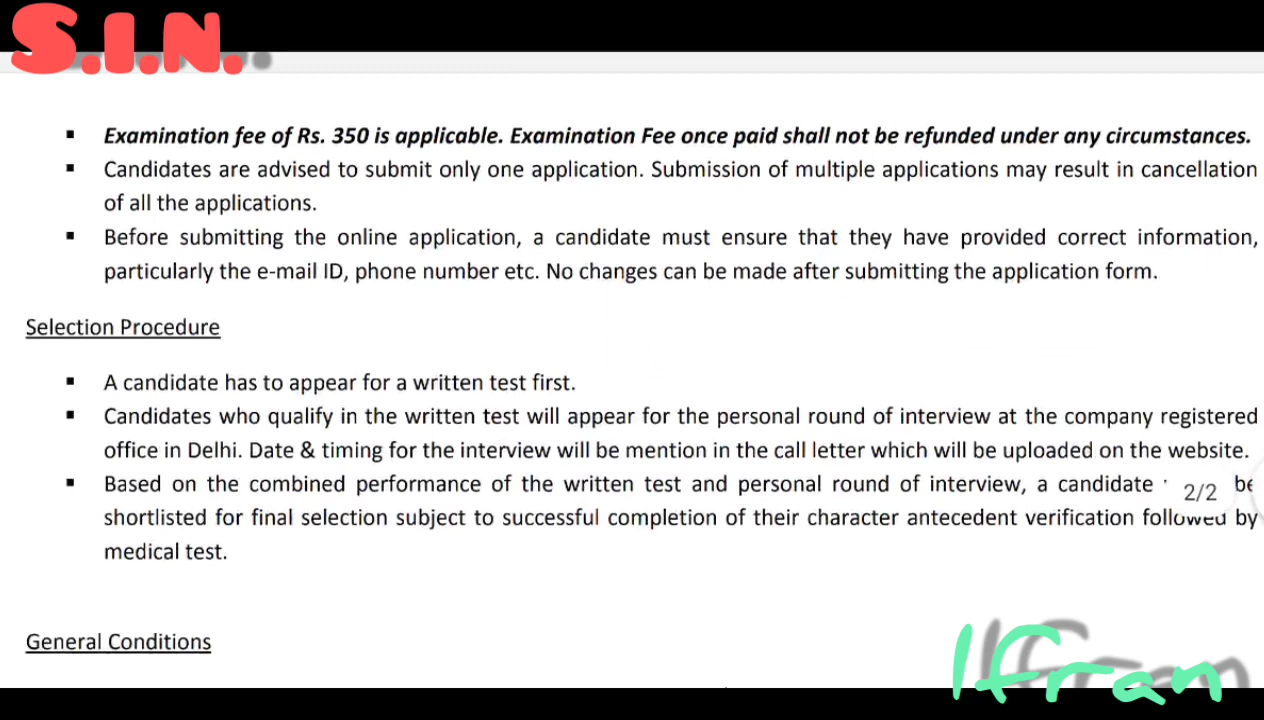 S.I.N..
Examination fee of Rs. 350 is applicable. Examination Fee once paid shall not be refunded under any circumstances.
Candidates are advised to submit only one application. Submission of multiple applications may result in cancellation
of all the applications.
Before submitting the online application, a candidate must ensure that they have provided correct information,
particularly the e-mail ID, phone number etc. No changes can be made after submitting the application form.
Selection Procedure
A candidate has to appear for a written test first.
Candidates who qualify in the written test will appear for the personal round of interview at the company registered
office in Delhi. Date & timing for the interview will be mention in the call letter which will be uploaded on the website.
Based on the combined performance of the written test and personal round of interview, a candidate be
2/2
shortlisted for final selection subject to successful completion of their character antecedent verification followed by
medical test.
General Conditions
Ifran